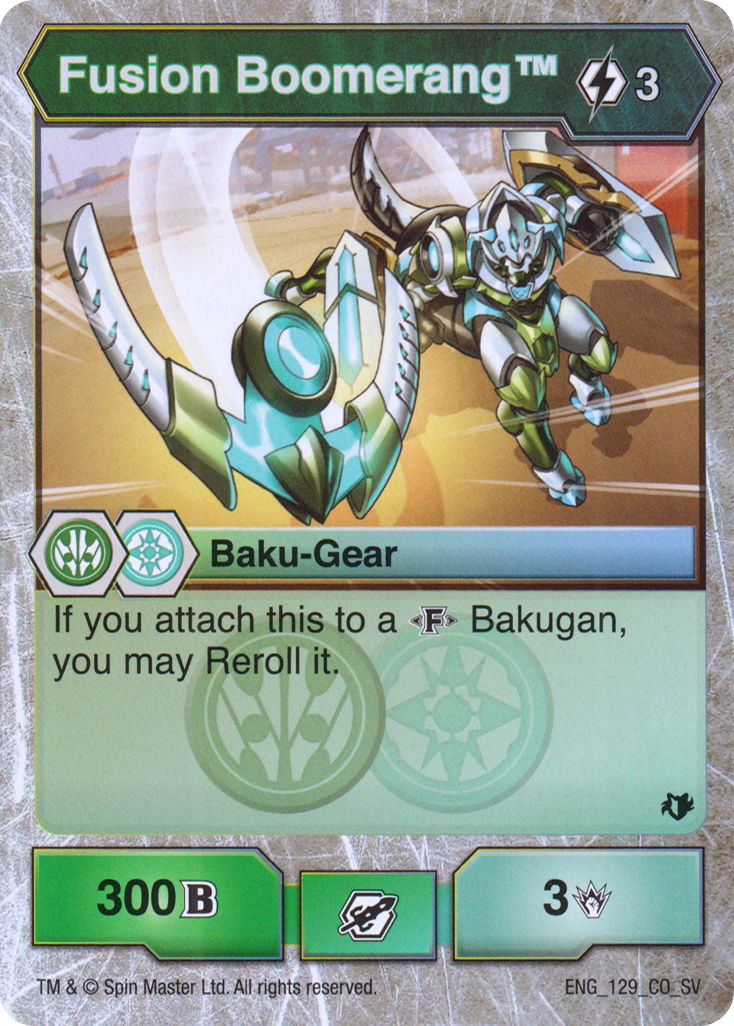 Fusion Boomerang™ 3
Baku-Gear
If you attach this to a F Bakugan,
you may Reroll it.
300 B
3
TM & © Spin Master Ltd. All rights reserved.
ENG_129_CO_SV